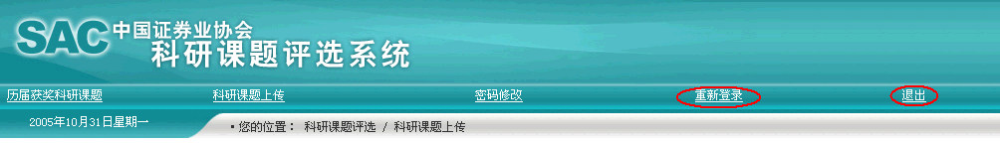 SAC 中国证券业协会
科研课题评选系统
历届获奖科研课题 科研课题上传 密码修改 重新登录 退出
2005年10月31日星期一
• 您的位置： 科研课题评选 / 科研课题上传